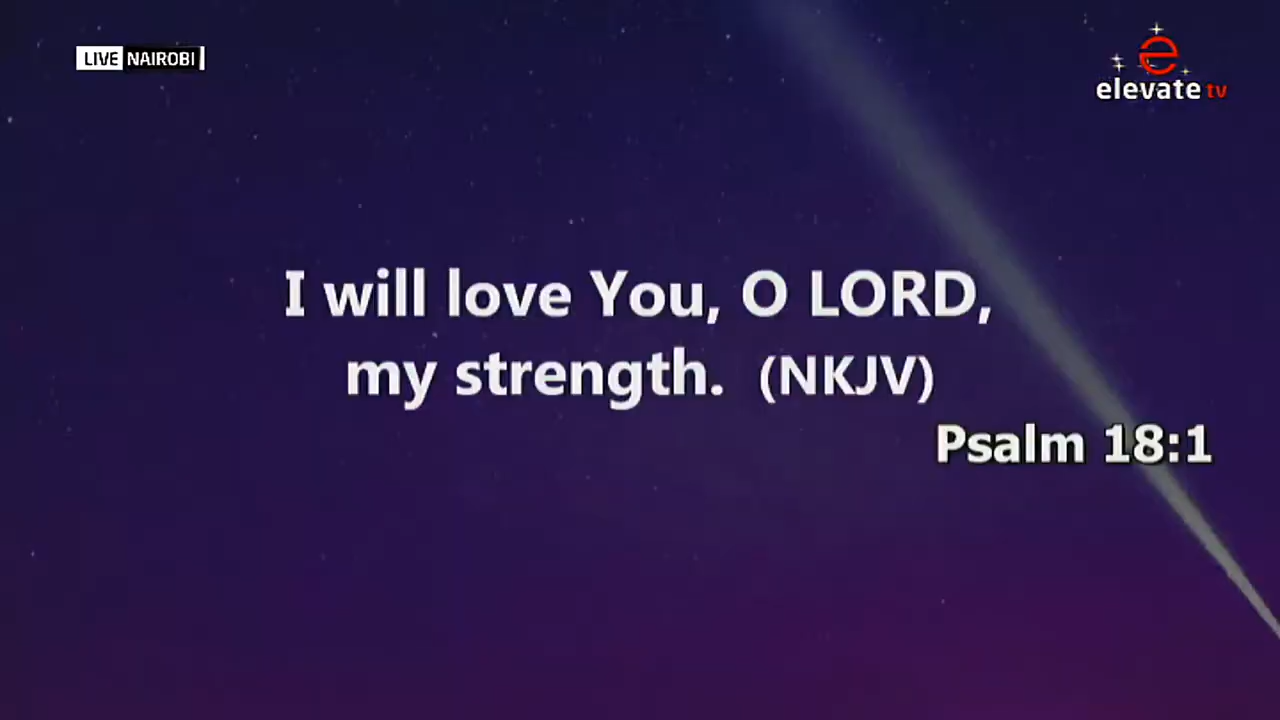 LIVE NAIROBI
e
elevate tv
I will love You, O LORD,
my strength. (NKJV)
Psalm 18:1